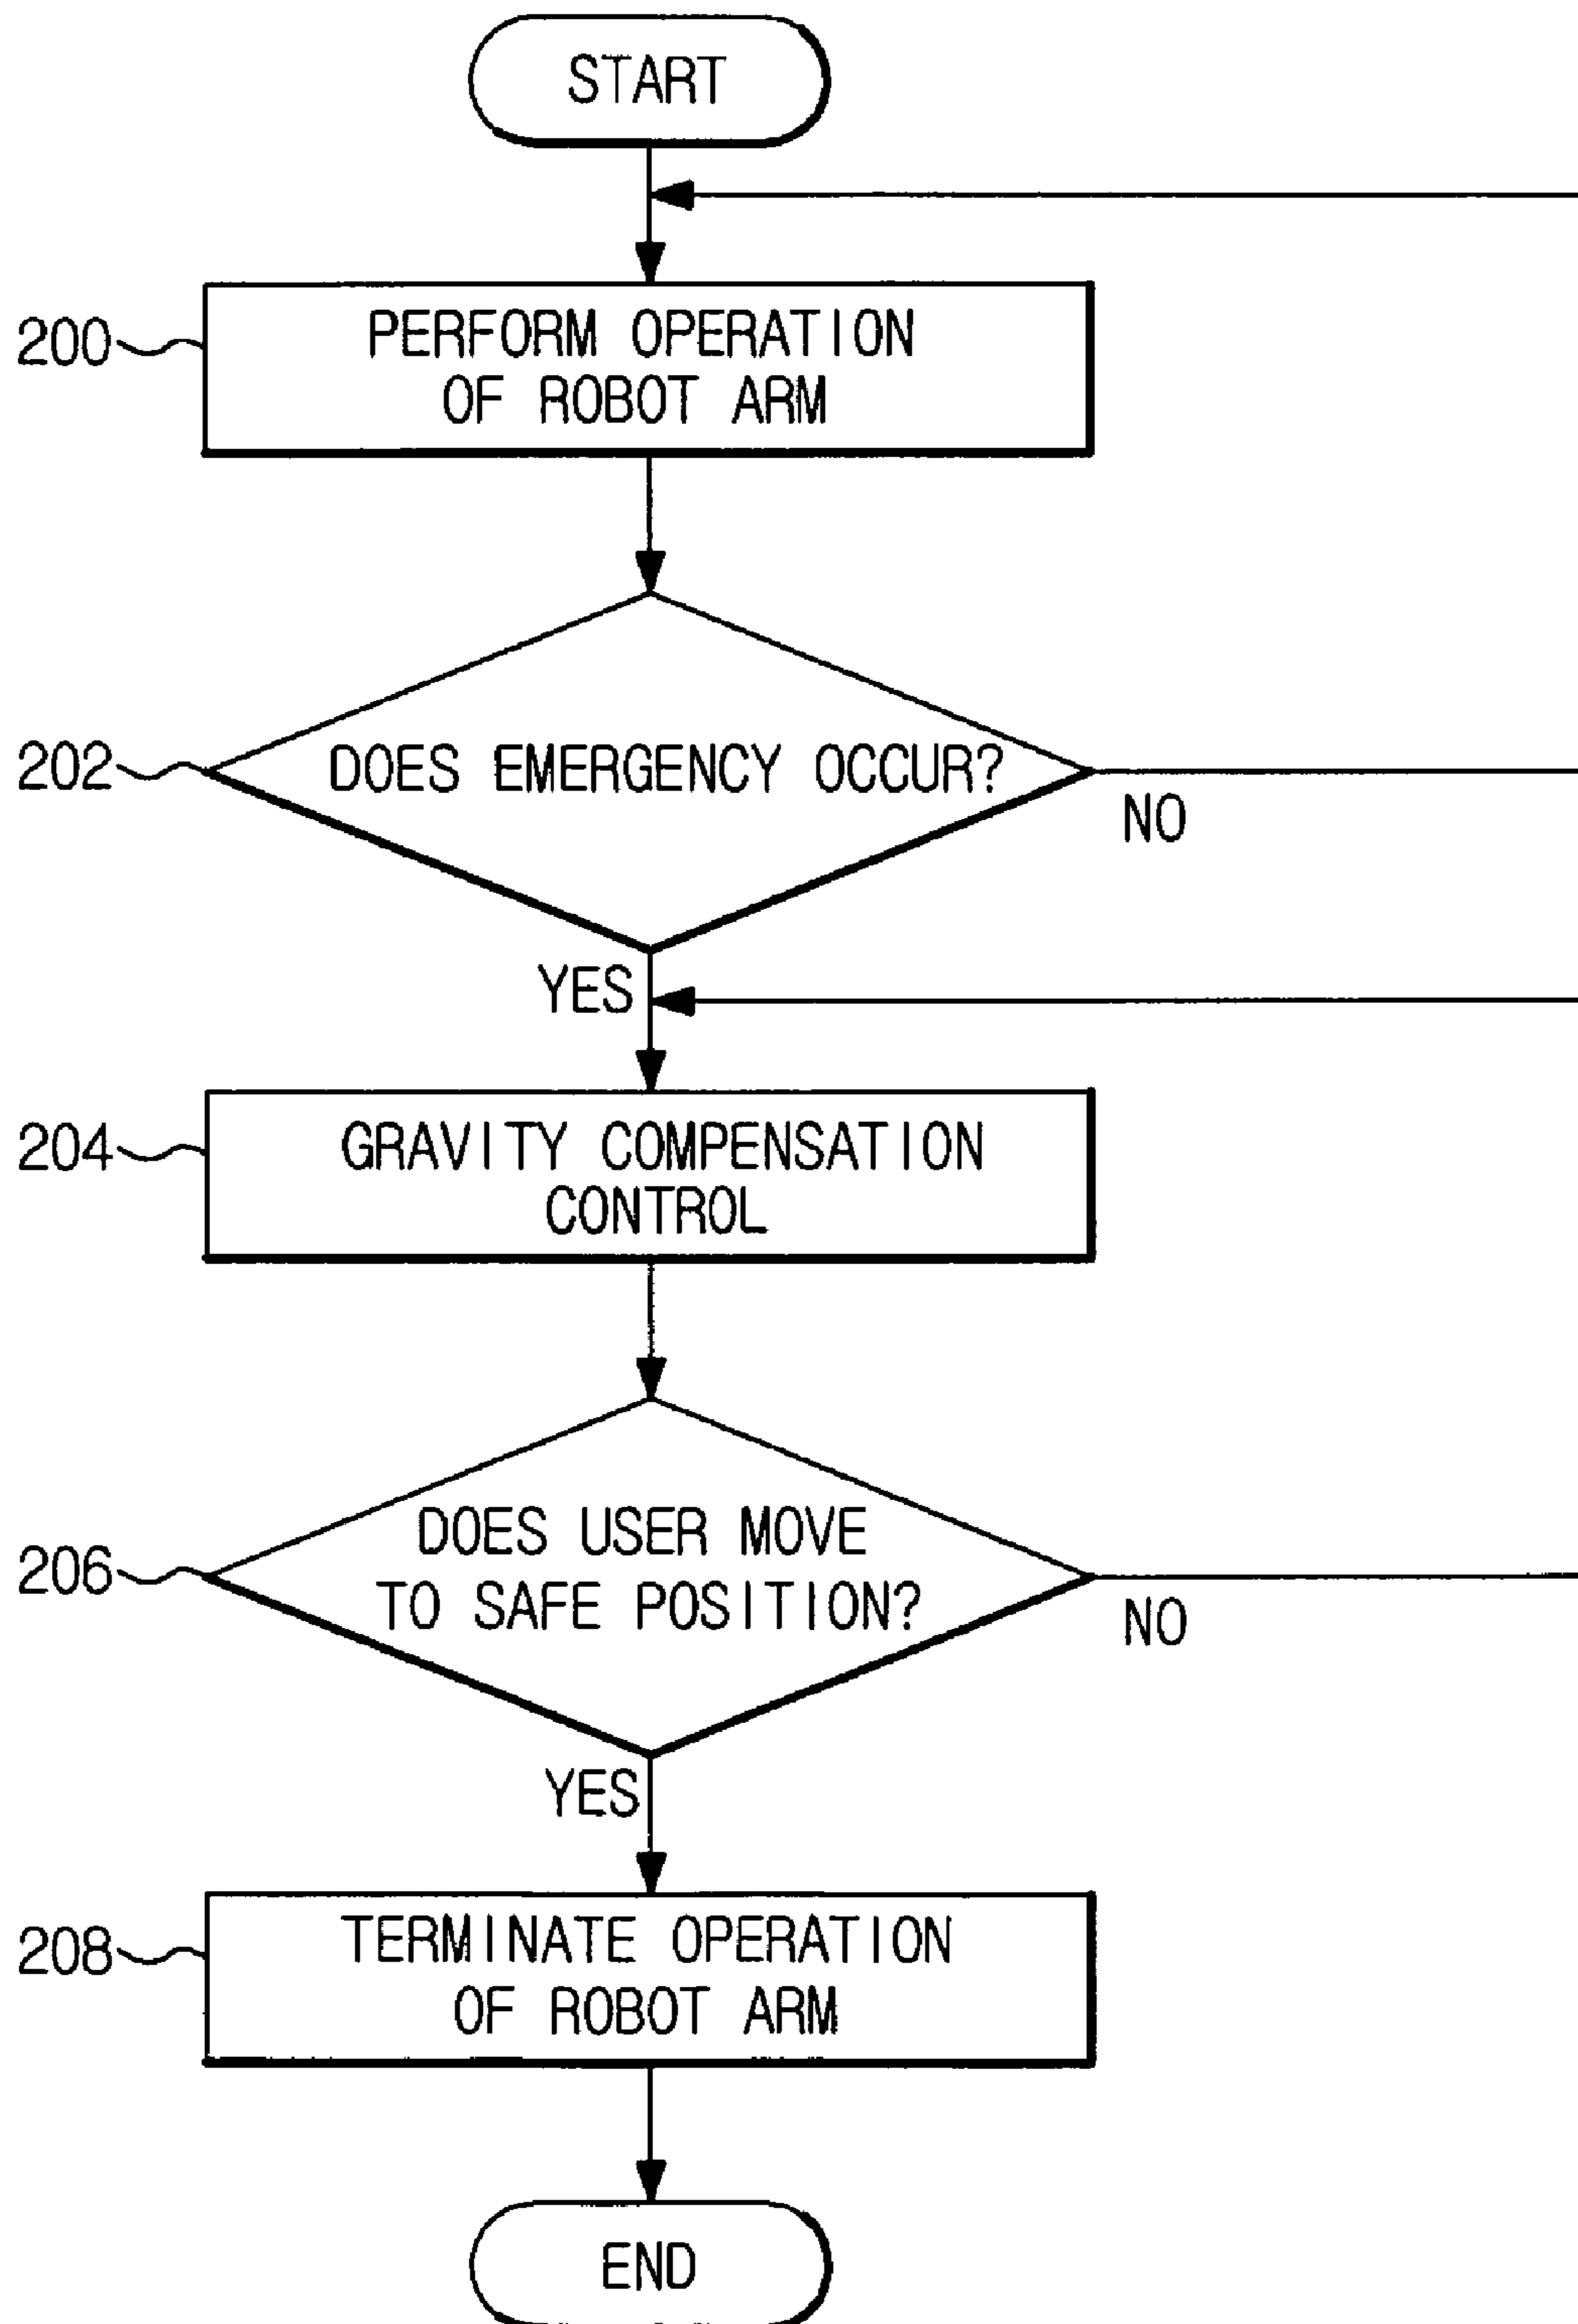 START
200
PERFORM OPERATION
OF ROBOT ARM
202
DOES EMERGENCY OCCUR?
NO
YES
204
GRAVITY COMPENSATION
CONTROL
206
DOES USER MOVE
TO SAFE POSITION?
NO
YES
208
TERMINATE OPERATION
OF ROBOT ARM
END